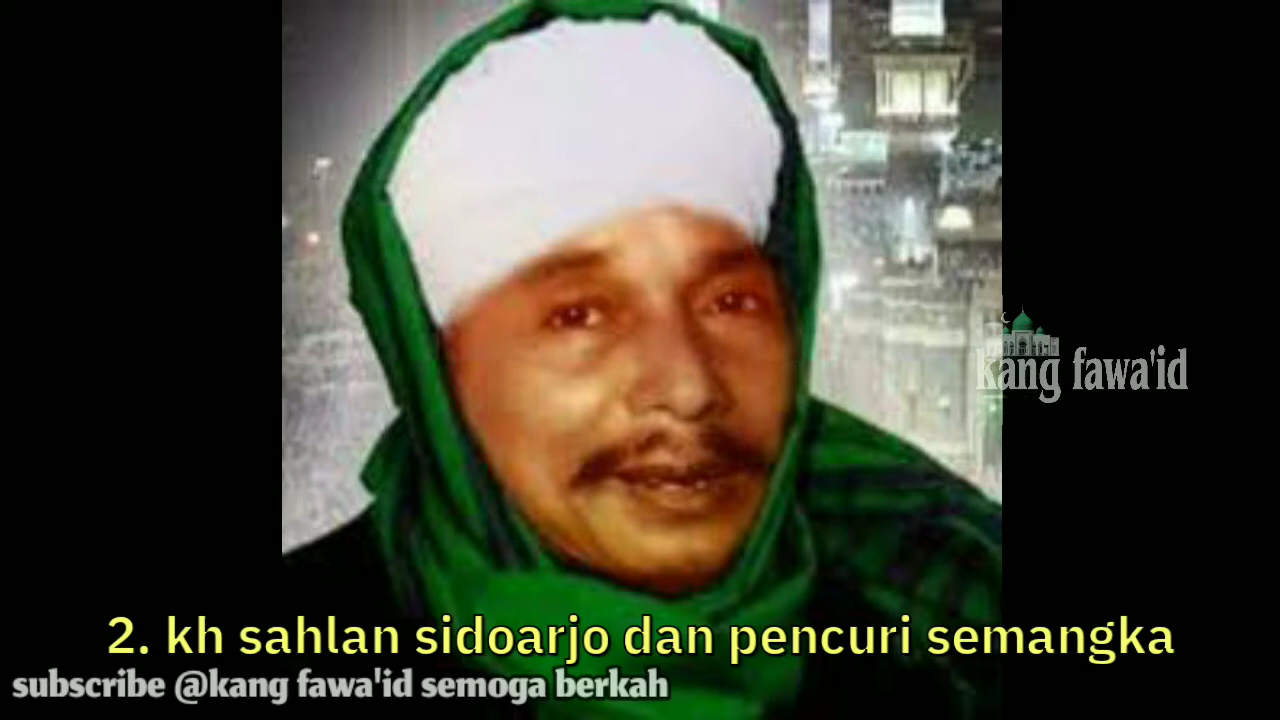 kang fawa'id
2. kh sahlan sidoarjo dan pencuri semangka
subscribe @kang fawa'id semoga berkah